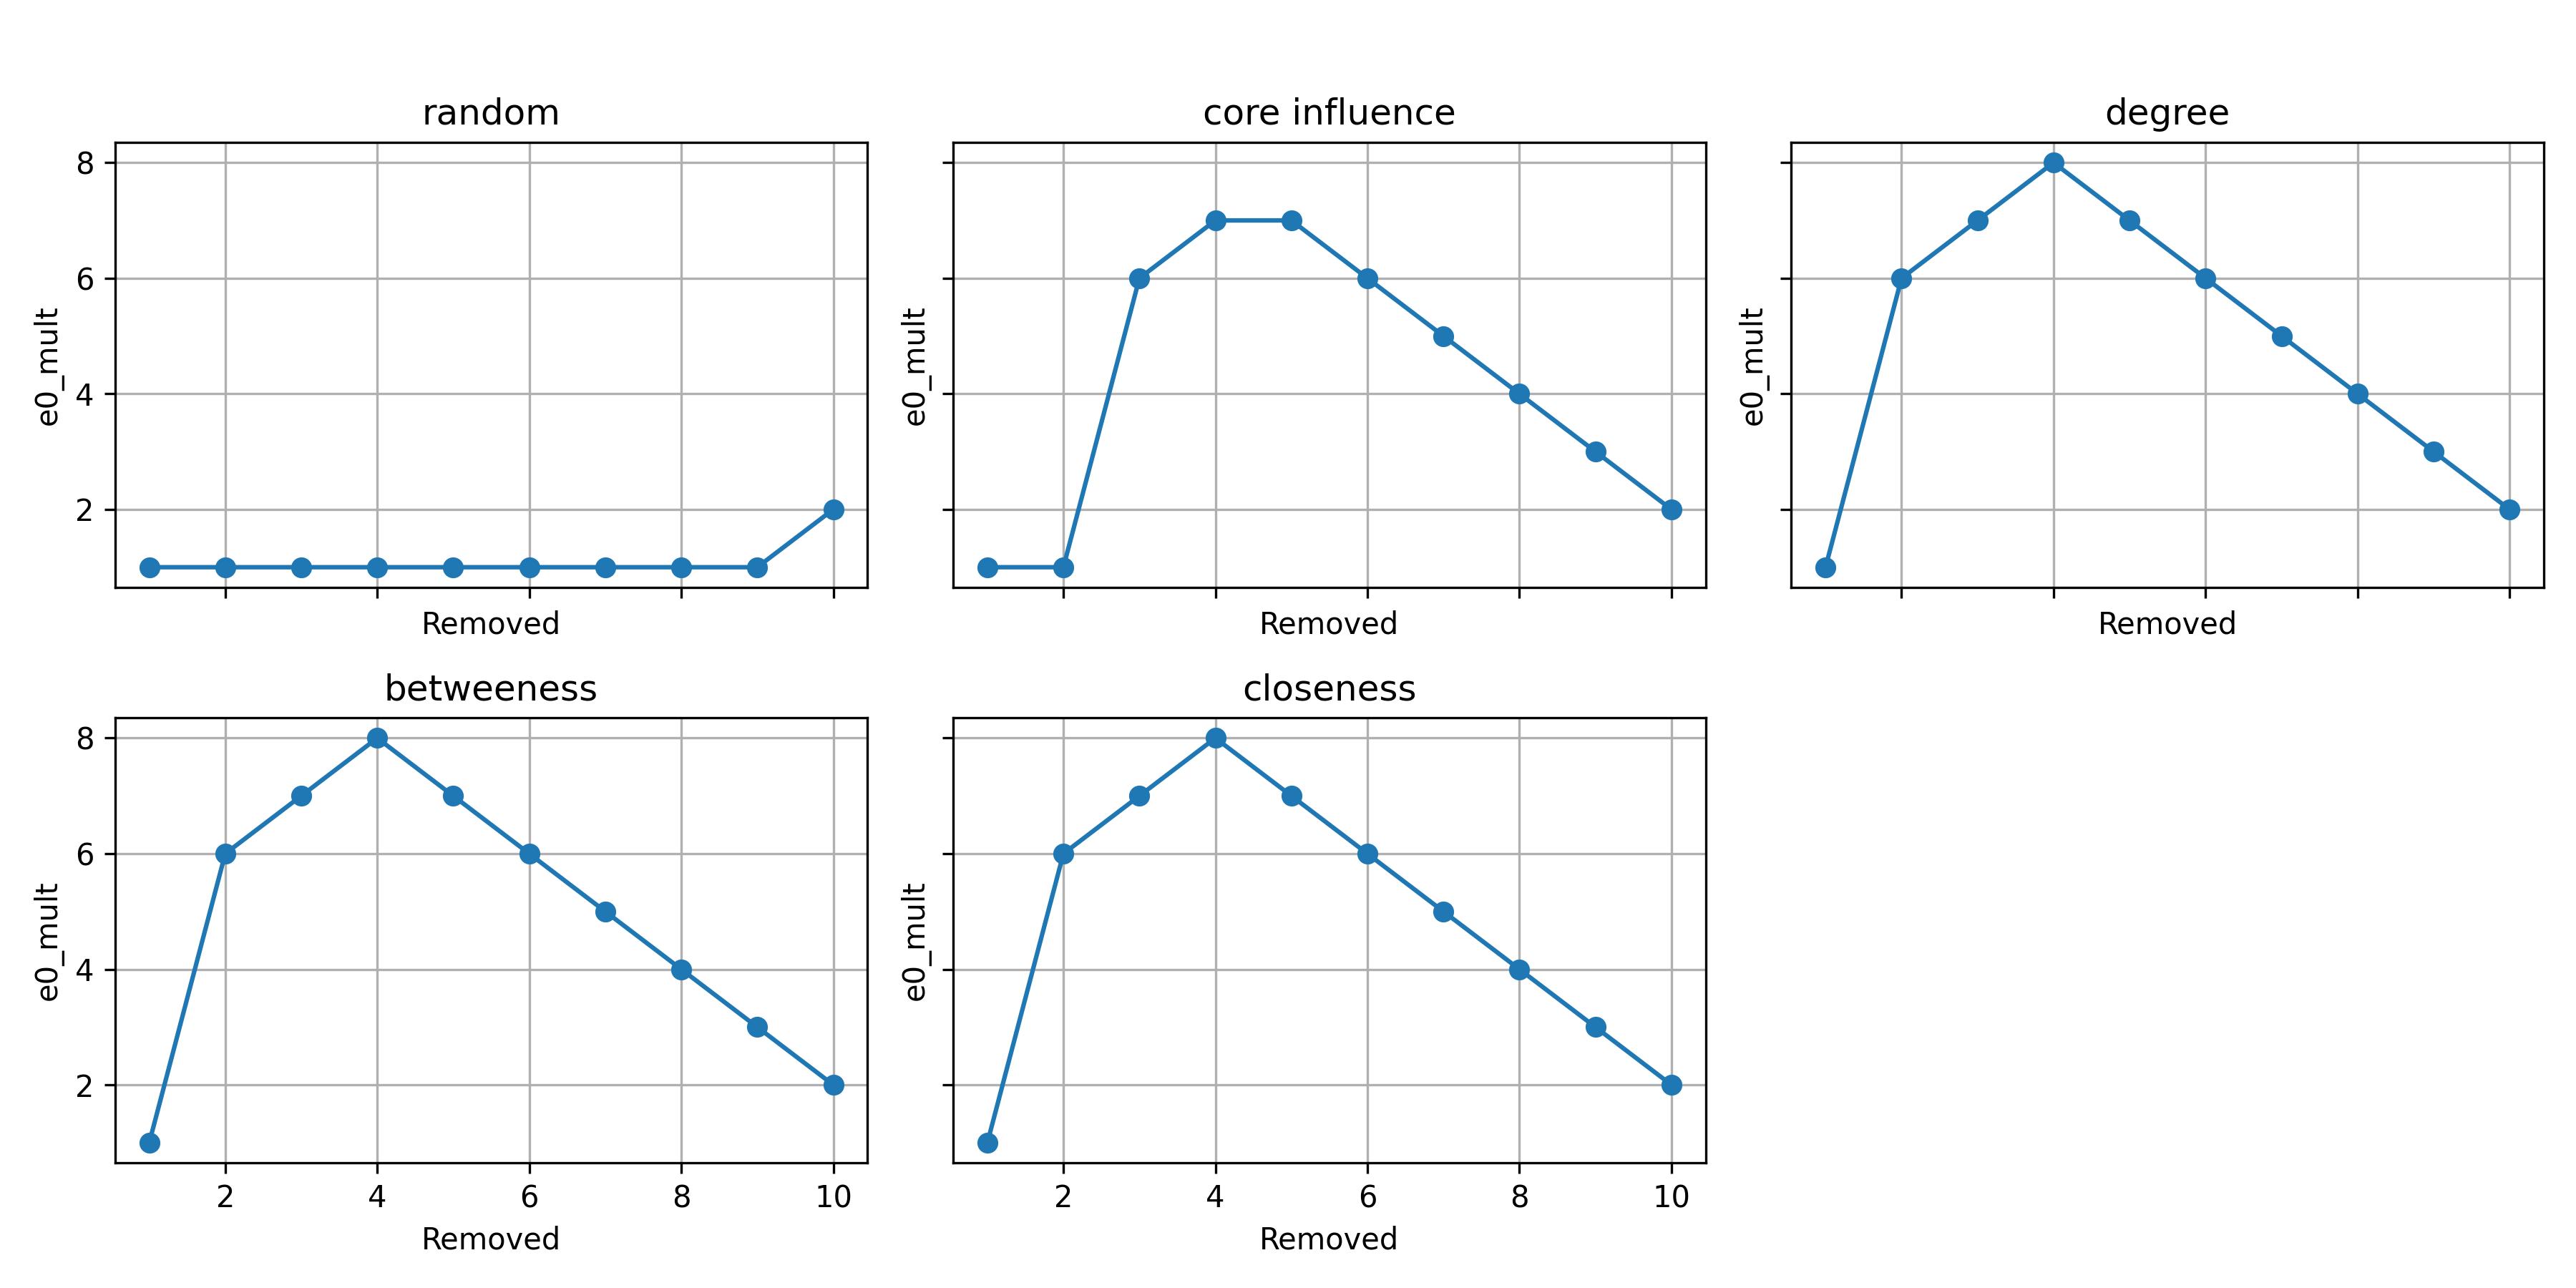 random
core influence
degree
8
6
4
2
e0_mult
e0_mult
e0_mult
Removed
Removed
Removed
betweeness
closeness
8
6
4
2
e0_mult
e0_mult
2 4 6 8 10
2 4 6 8 10
Removed
Removed